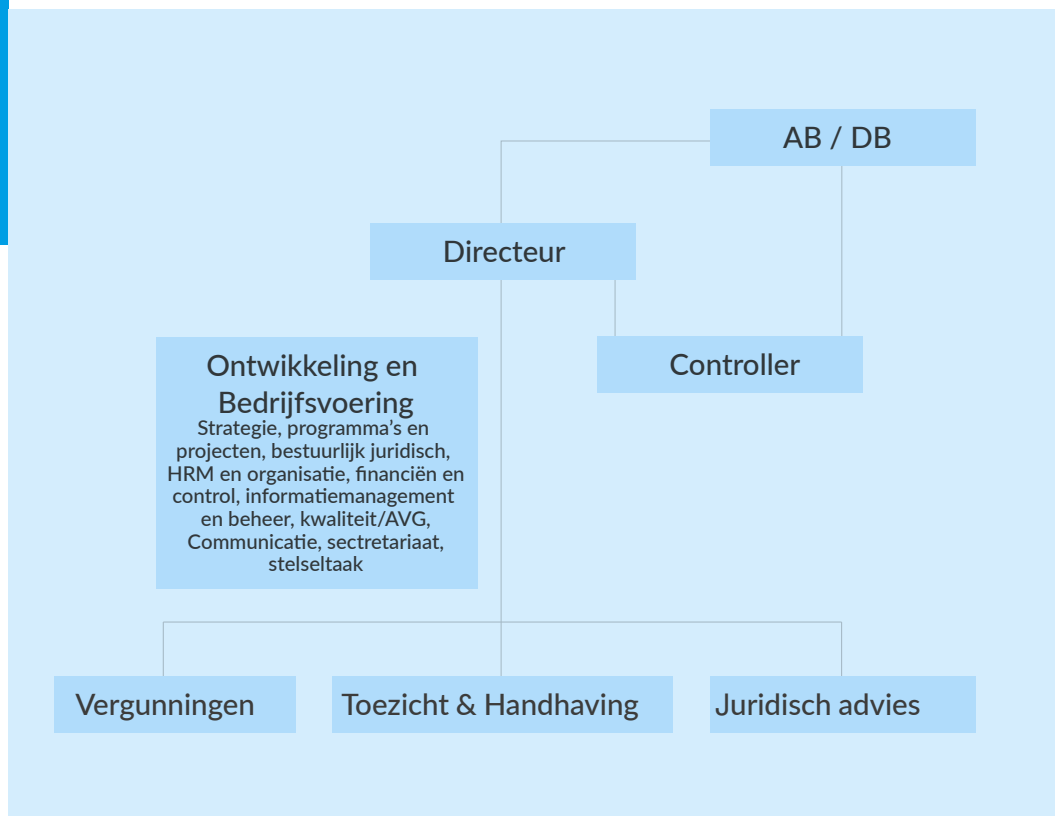 AB / DB
Directeur
Controller
Ontwikkeling en
Bedrijfsvoering
Strategie, programma's en
projecten, bestuurlijk juridisch,
HRM en organisatie, financiën en
control, informatiemanagement
en beheer, kwaliteit/AVG,
Communicatie, sectretariaat,
stelseltaak
Vergunningen
Toezicht & Handhaving
Juridisch advies